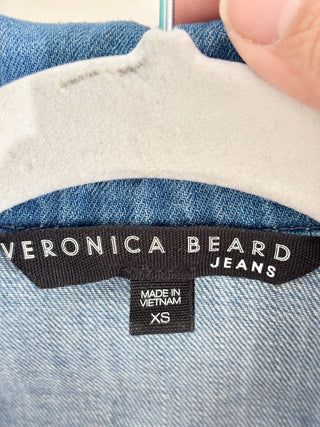 VERONICA BEARD
JEANS
MADE IN
VIETNAM
XS